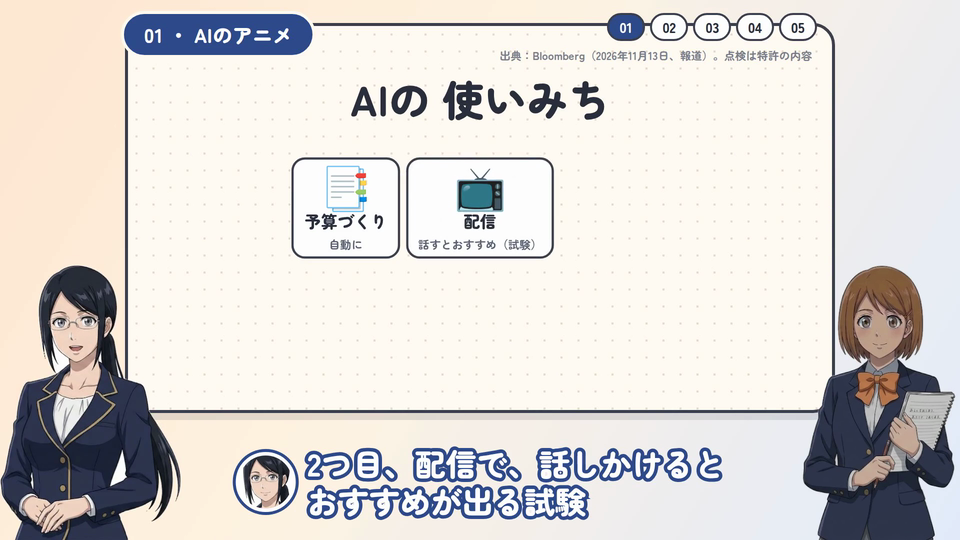 01 ・ AIのアニメ
01 02 03 04 05
出典：Bloomberg（2026年11月13日、報道）。点検は特許の内容
AIの 使いみち
予算づくり
自動に
配信
話すとおすすめ（試験）
2つ目、配信で、話しかけると
おすすめが出る試験